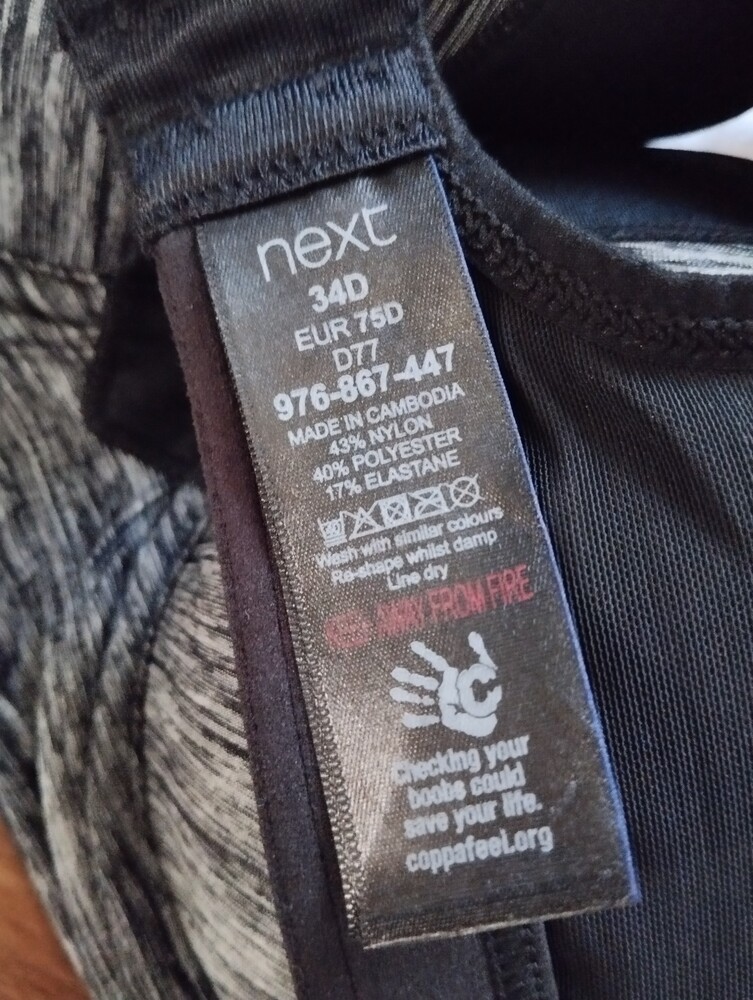 next
34D
EUR 75D
D77
976-867-447
MADE IN CAMBODIA
43% NYLON
40% POLYESTER
17% ELASTANE
Wash with similar colours
Re-shape whilst damp
Line dry
KEEP AWAY FROM FIRE
C
Checking your
boobs could
save your life.
coppafeel.org